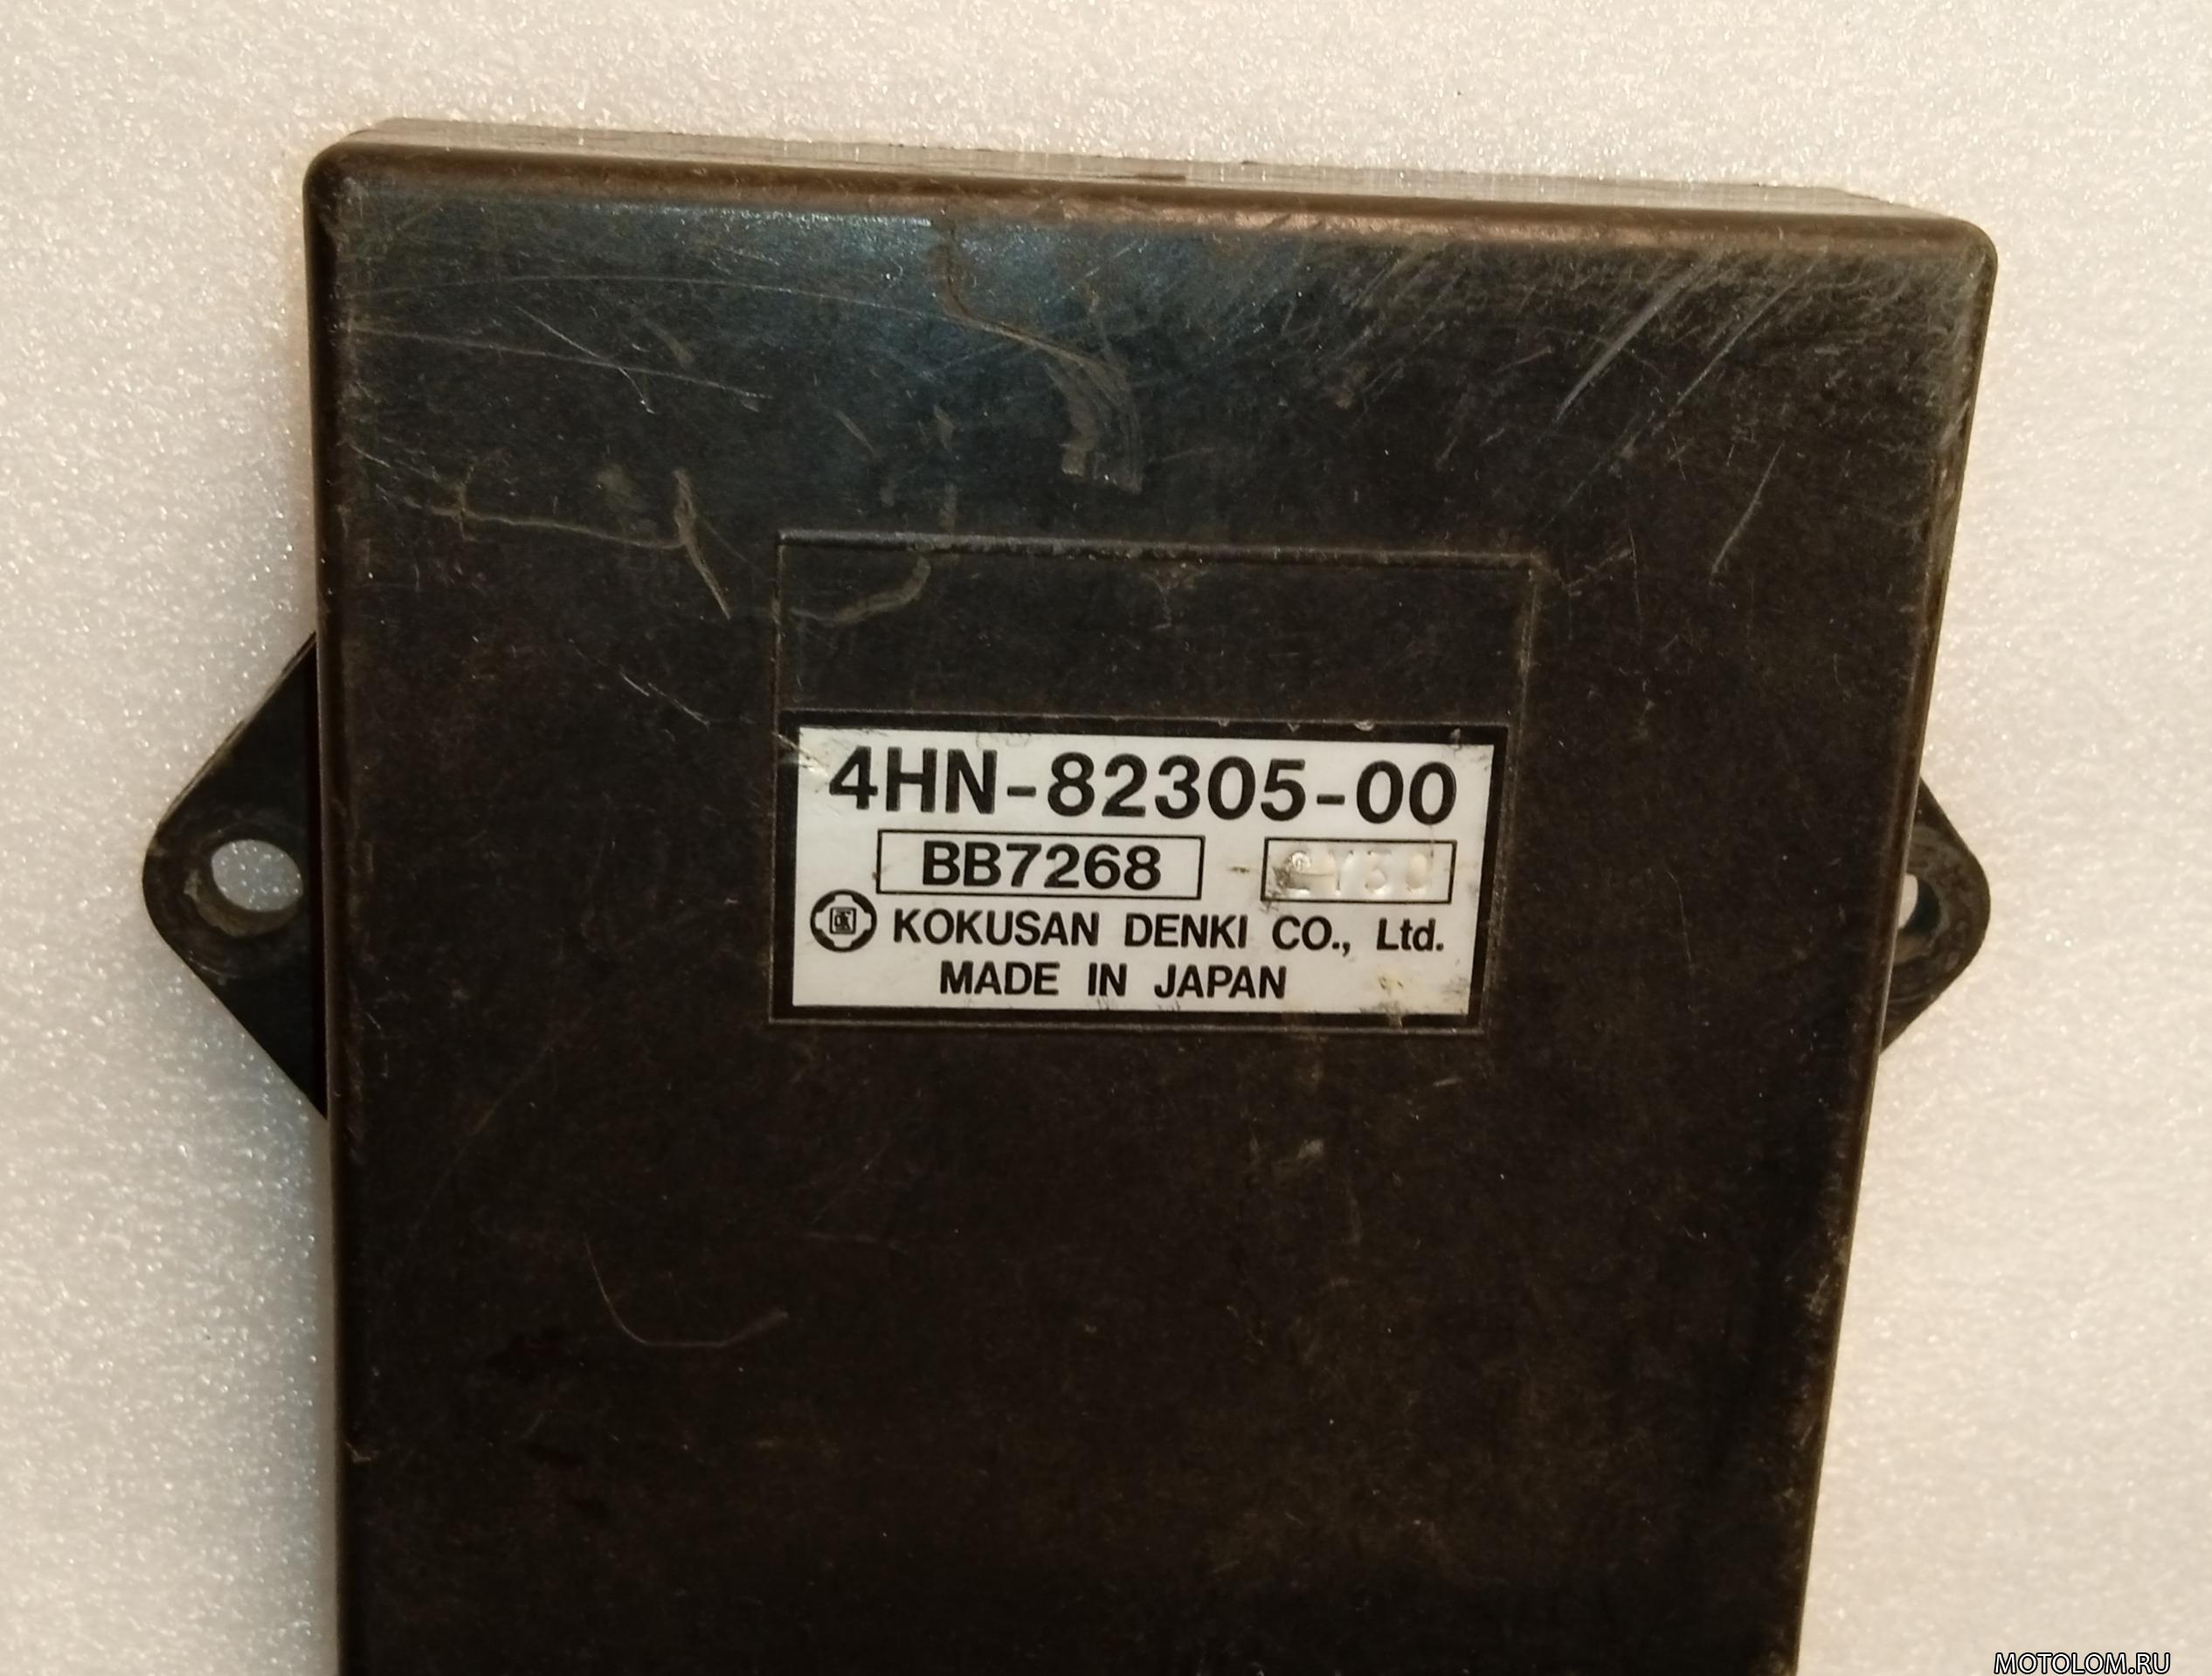 4HN-82305-00
BB7268
KOKUSAN DENKI CO., Ltd.
MADE IN JAPAN
MOTOLOM.RU